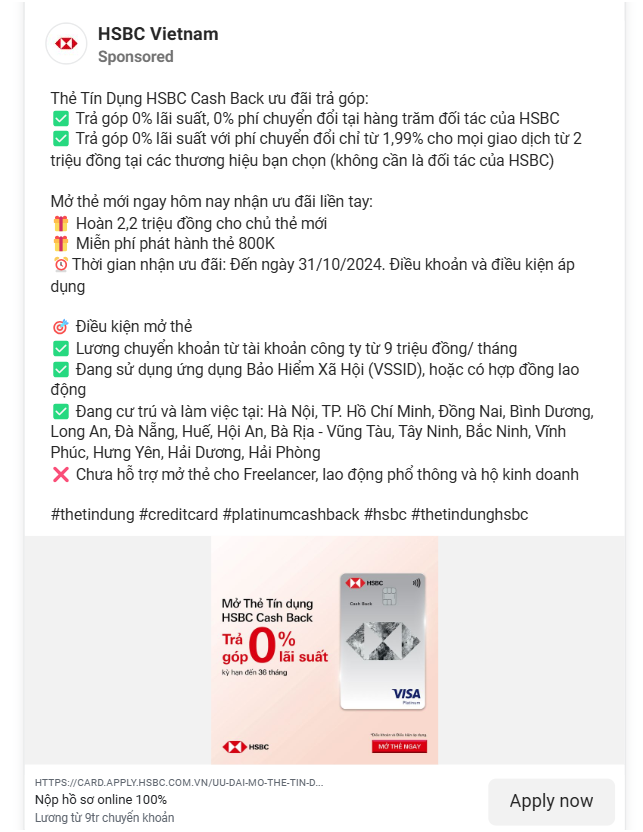 HSBC Vietnam
Sponsored
Thẻ Tín Dụng HSBC Cash Back ưu đãi trả góp:
✅ Trả góp 0% lãi suất, 0% phí chuyển đổi tại hàng trăm đối tác của HSBC
✅ Trả góp 0% lãi suất với phí chuyển đổi chỉ từ 1,99% cho mọi giao dịch từ 2
triệu đồng tại các thương hiệu bạn chọn (không cần là đối tác của HSBC)
Mở thẻ mới ngay hôm nay nhận ưu đãi liền tay:
🎁 Hoàn 2,2 triệu đồng cho chủ thẻ mới
🎁 Miễn phí phát hành thẻ 800K
⏰Thời gian nhận ưu đãi: Đến ngày 31/10/2024. Điều khoản và điều kiện áp
dụng
🎯 Điều kiện mở thẻ
✅ Lương chuyển khoản từ tài khoản công ty từ 9 triệu đồng/ tháng
✅ Đang sử dụng ứng dụng Bảo Hiểm Xã Hội (VSSID), hoặc có hợp đồng lao
động
✅ Đang cư trú và làm việc tại: Hà Nội, TP. Hồ Chí Minh, Đồng Nai, Bình Dương,
Long An, Đà Nẵng, Huế, Hội An, Bà Rịa - Vũng Tàu, Tây Ninh, Bắc Ninh, Vĩnh
Phúc, Hưng Yên, Hải Dương, Hải Phòng
❌ Chưa hỗ trợ mở thẻ cho Freelancer, lao động phổ thông và hộ kinh doanh
#thetindung #creditcard #platinumcashback #hsbc #thetindunghsbc
Mở Thẻ Tín dụng
HSBC Cash Back
Trả góp 0% lãi suất
kỳ hạn đến 36 tháng
HSBC
Cash Back
VISA
Platinum
*Điều khoản và Điều kiện áp dụng.
HSBC
MỞ THẺ NGAY
HTTPS://CARD.APPLY.HSBC.COM.VN/UU-DAI-MO-THE-TIN-D...
Nộp hồ sơ online 100%
Lương từ 9tr chuyển khoản
Apply now